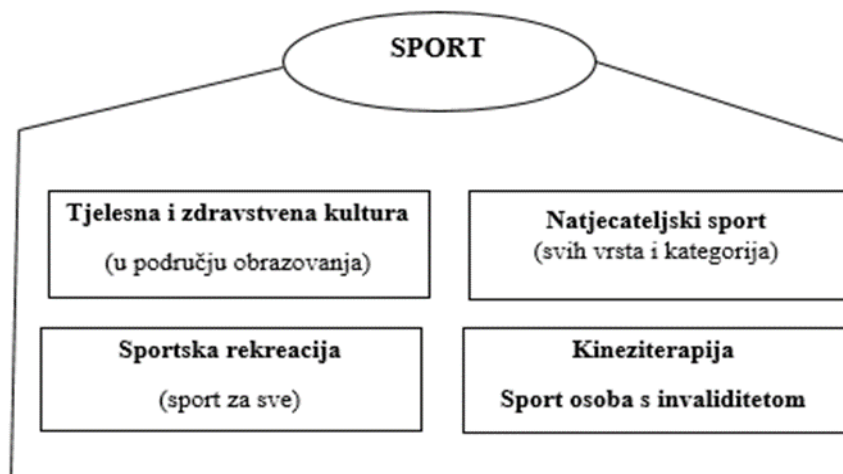 SPORT
Tjelesna i zdravstvena kultura
(u području obrazovanja)
Natjecateljski sport
(svih vrsta i kategorija)
Sportska rekreacija
(sport za sve)
Kineziterapija
Sport osoba s invaliditetom